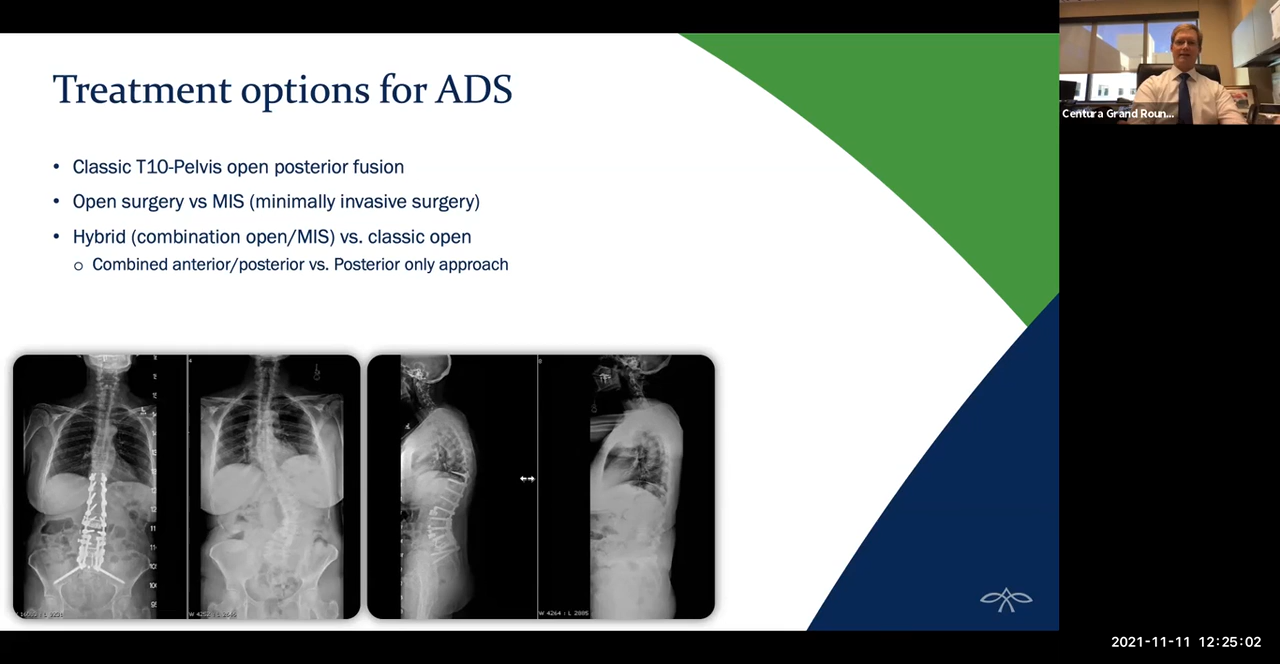 Treatment options for ADS
Centura Grand Roun...
• Classic T10-Pelvis open posterior fusion
• Open surgery vs MIS (minimally invasive surgery)
• Hybrid (combination open/MIS) vs. classic open
o Combined anterior/posterior vs. Posterior only approach
W 4264 : L 2885
2021-11-11 12:25:02